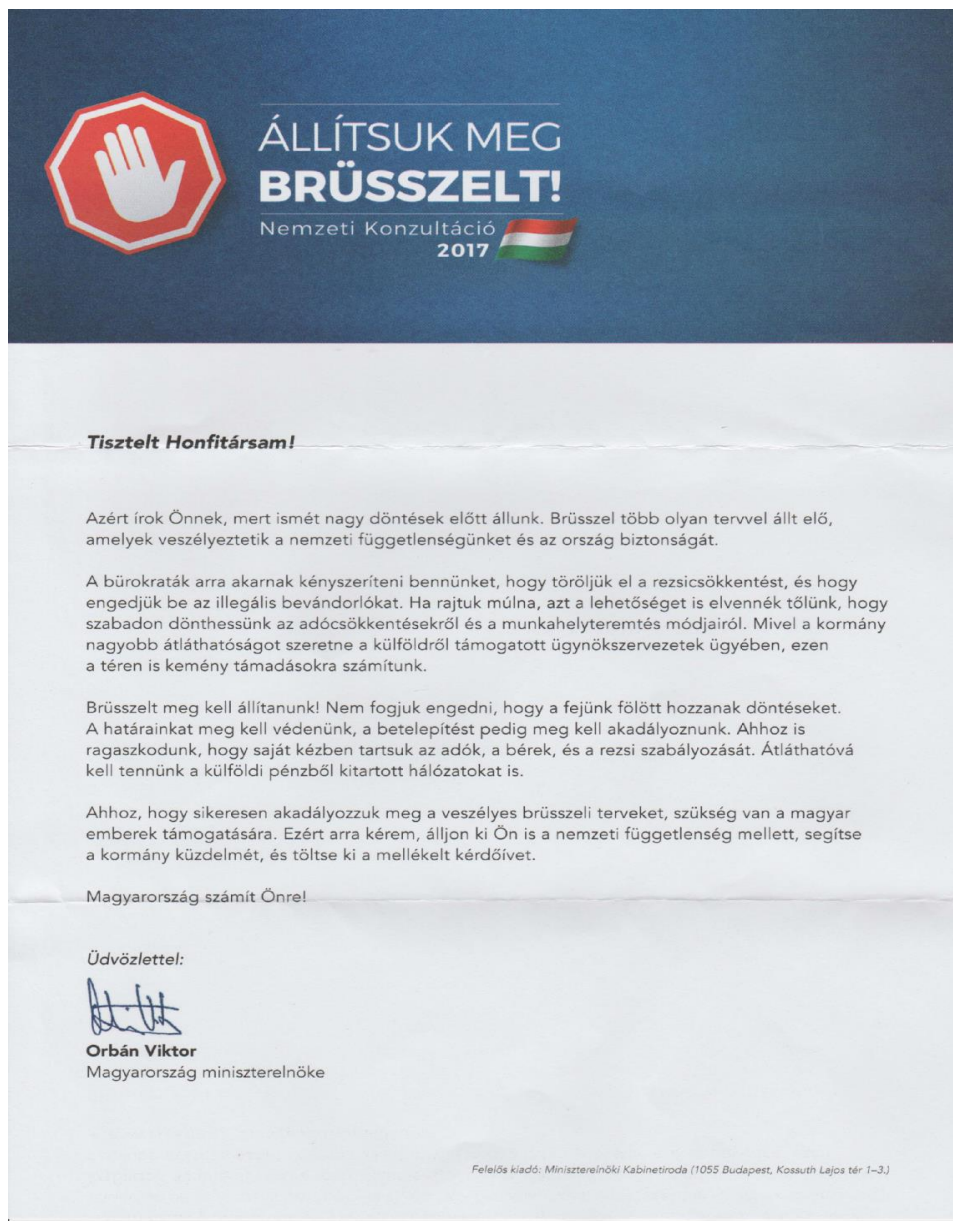 ÁLLÍTSUK MEG
BRÜSSZELT!
Nemzeti Konzultáció
2017
Tisztelt Honfitársam!
Azért írok Önnek, mert ismét nagy döntések előtt állunk. Brüsszel több olyan tervvel állt elő,
amelyek veszélyeztetik a nemzeti függetlenségünket és az ország biztonságát.
A bürokraták arra akarnak kényszeríteni bennünket, hogy töröljük el a rezsicsökkentést, és hogy
engedjük be az illegális bevándorlókat. Ha rajtuk múlna, azt a lehetőséget is elvennék tőlünk, hogy
szabadon dönthessünk az adócsökkentésekről és a munkahelyteremtés módjairól. Mivel a kormány
nagyobb átláthatóságot szeretne a külföldről támogatott ügynökszervezetek ügyében, ezen
a téren is kemény támadásokra számítunk.
Brüsszelt meg kell állítanunk! Nem fogjuk engedni, hogy a fejünk fölött hozzanak döntéseket.
A határainkat meg kell védenünk, a betelepítést pedig meg kell akadályoznunk. Ahhoz is
ragaszkodunk, hogy saját kézben tartsuk az adók, a bérek, és a rezsi szabályozását. Átláthatóvá
kell tennünk a külföldi pénzből kitartott hálózatokat is.
Ahhoz, hogy sikeresen akadályozzuk meg a veszélyes brüsszeli terveket, szükség van a magyar
emberek támogatására. Ezért arra kérem, álljon ki Ön is a nemzeti függetlenség mellett, segítse
a kormány küzdelmét, és töltse ki a mellékelt kérdőívet.
Magyarország számít Önre!
Üdvözlettel:
Orbán Viktor
Magyarország miniszterelnöke
Felelős kiadó: Miniszterelnöki Kabinetiroda (1055 Budapest, Kossuth Lajos tér 1–3.)